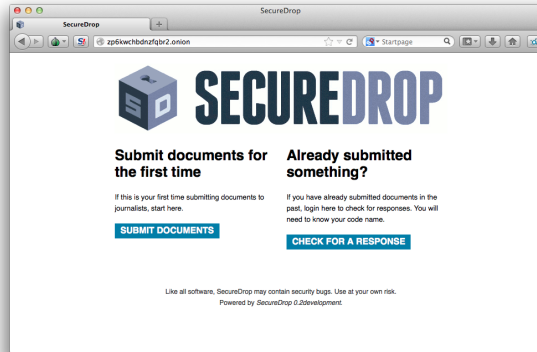 SecureDrop
SecureDrop
zp6kwchbdnzfqbr2.onion
Startpage
SD
SECUREDROP
Submit documents for
the first time
If this is your first time submitting documents to
journalists, start here.
SUBMIT DOCUMENTS
Already submitted
something?
If you have already submitted documents in the
past, login here to check for responses. You will
need to know your code name.
CHECK FOR A RESPONSE
Like all software, SecureDrop may contain security bugs. Use at your own risk.
Powered by SecureDrop 0.2development.